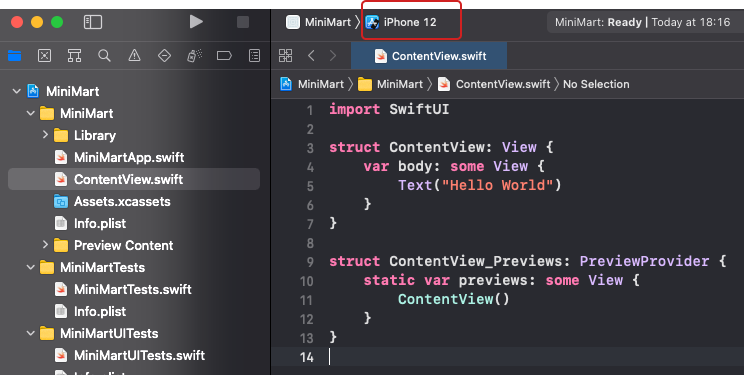 MiniMart 〉 iPhone 12
MiniMart: Ready | Today at 18:16
ContentView.swift
MiniMart 〉 MiniMart 〉 ContentView.swift 〉 No Selection
MiniMart
MiniMart
Library
MiniMartApp.swift
ContentView.swift
Assets.xcassets
Info.plist
Preview Content
MiniMartTests
MiniMartTests.swift
Info.plist
MiniMartUITests
MiniMartUITests.swift
1 import SwiftUI
2
3 struct ContentView: View {
4 var body: some View {
5 Text("Hello World")
6 }
7 }
8
9 struct ContentView_Previews: PreviewProvider {
10 static var previews: some View {
11 ContentView()
12 }
13 }
14